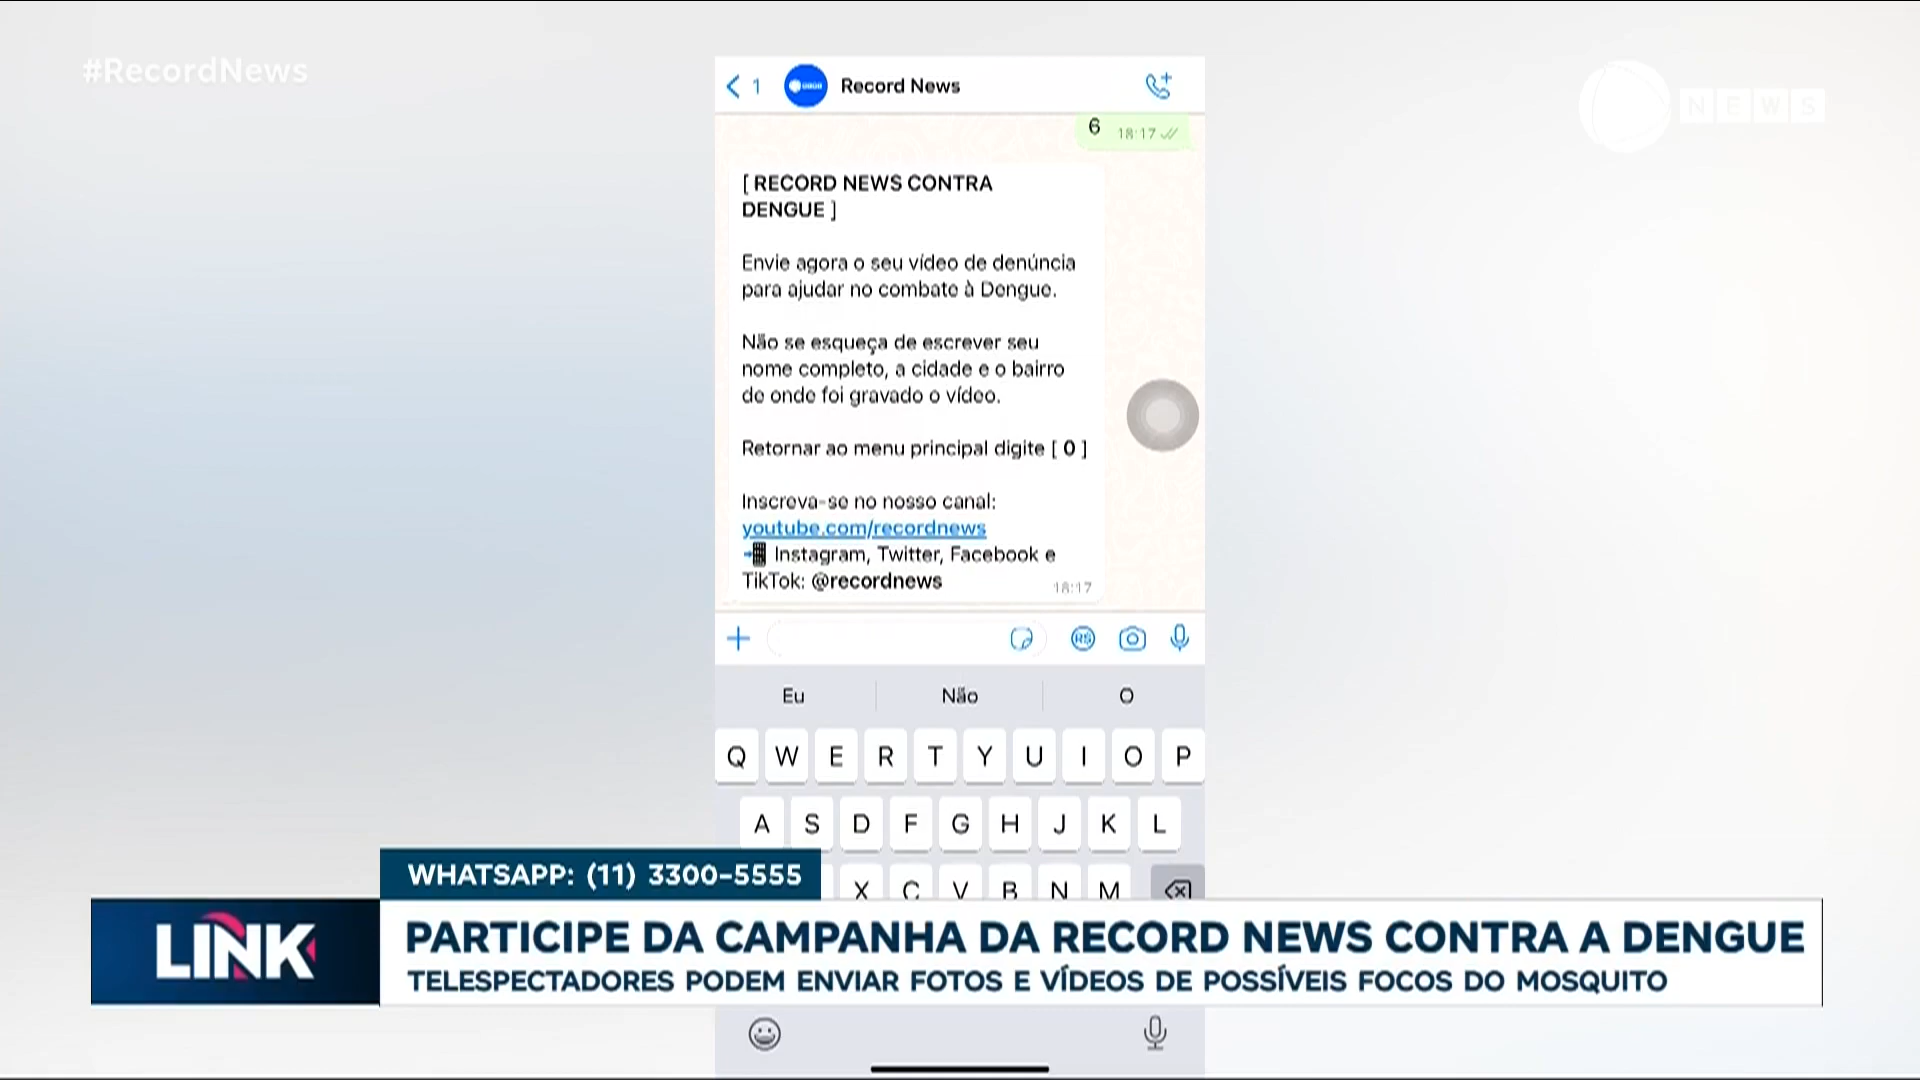 #RecordNews
NEWS
1
Record News
6
18:17
[ RECORD NEWS CONTRA
DENGUE ]
Envie agora o seu vídeo de denúncia
para ajudar no combate à Dengue.
Não se esqueça de escrever seu
nome completo, a cidade e o bairro
de onde foi gravado o vídeo.
Retornar ao menu principal digite [ 0 ]
Inscreva-se no nosso canal:
youtube.com/recordnews
Instagram, Twitter, Facebook e
TikTok: @recordnews
18:17
R$
Eu Não O
Q W E R T Y U I O P
A S D F G H J K L
X C V B N M
WHATSAPP: (11) 3300-5555
LINK
PARTICIPE DA CAMPANHA DA RECORD NEWS CONTRA A DENGUE
TELESPECTADORES PODEM ENVIAR FOTOS E VÍDEOS DE POSSÍVEIS FOCOS DO MOSQUITO